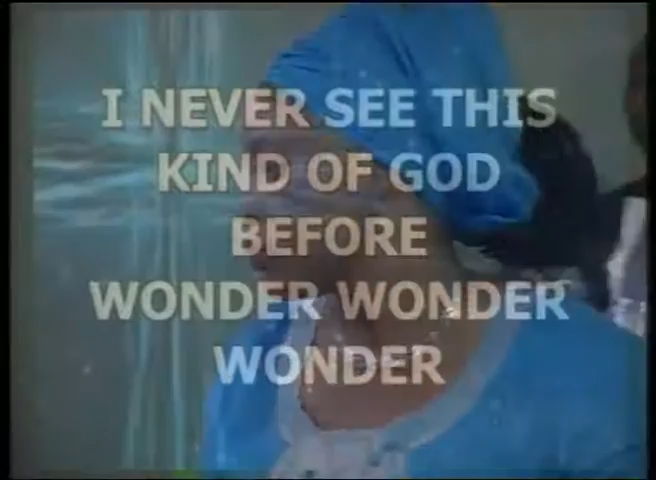 I NEVER SEE THIS
KIND OF GOD
BEFORE
WONDER WONDER
WONDER